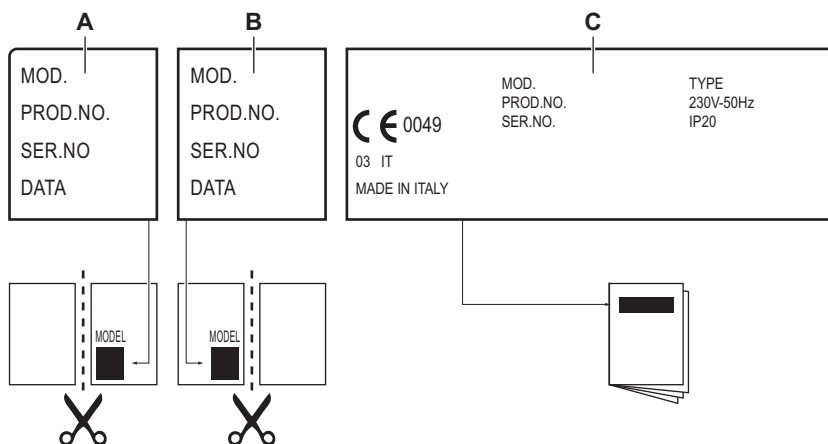 A
B
C
MOD.
PROD.NO.
SER.NO
DATA
MOD.
PROD.NO.
SER.NO
DATA
MOD.
PROD.NO.
SER.NO.
TYPE
230V-50Hz
IP20
CE 0049
03 IT
MADE IN ITALY
MODEL
MODEL